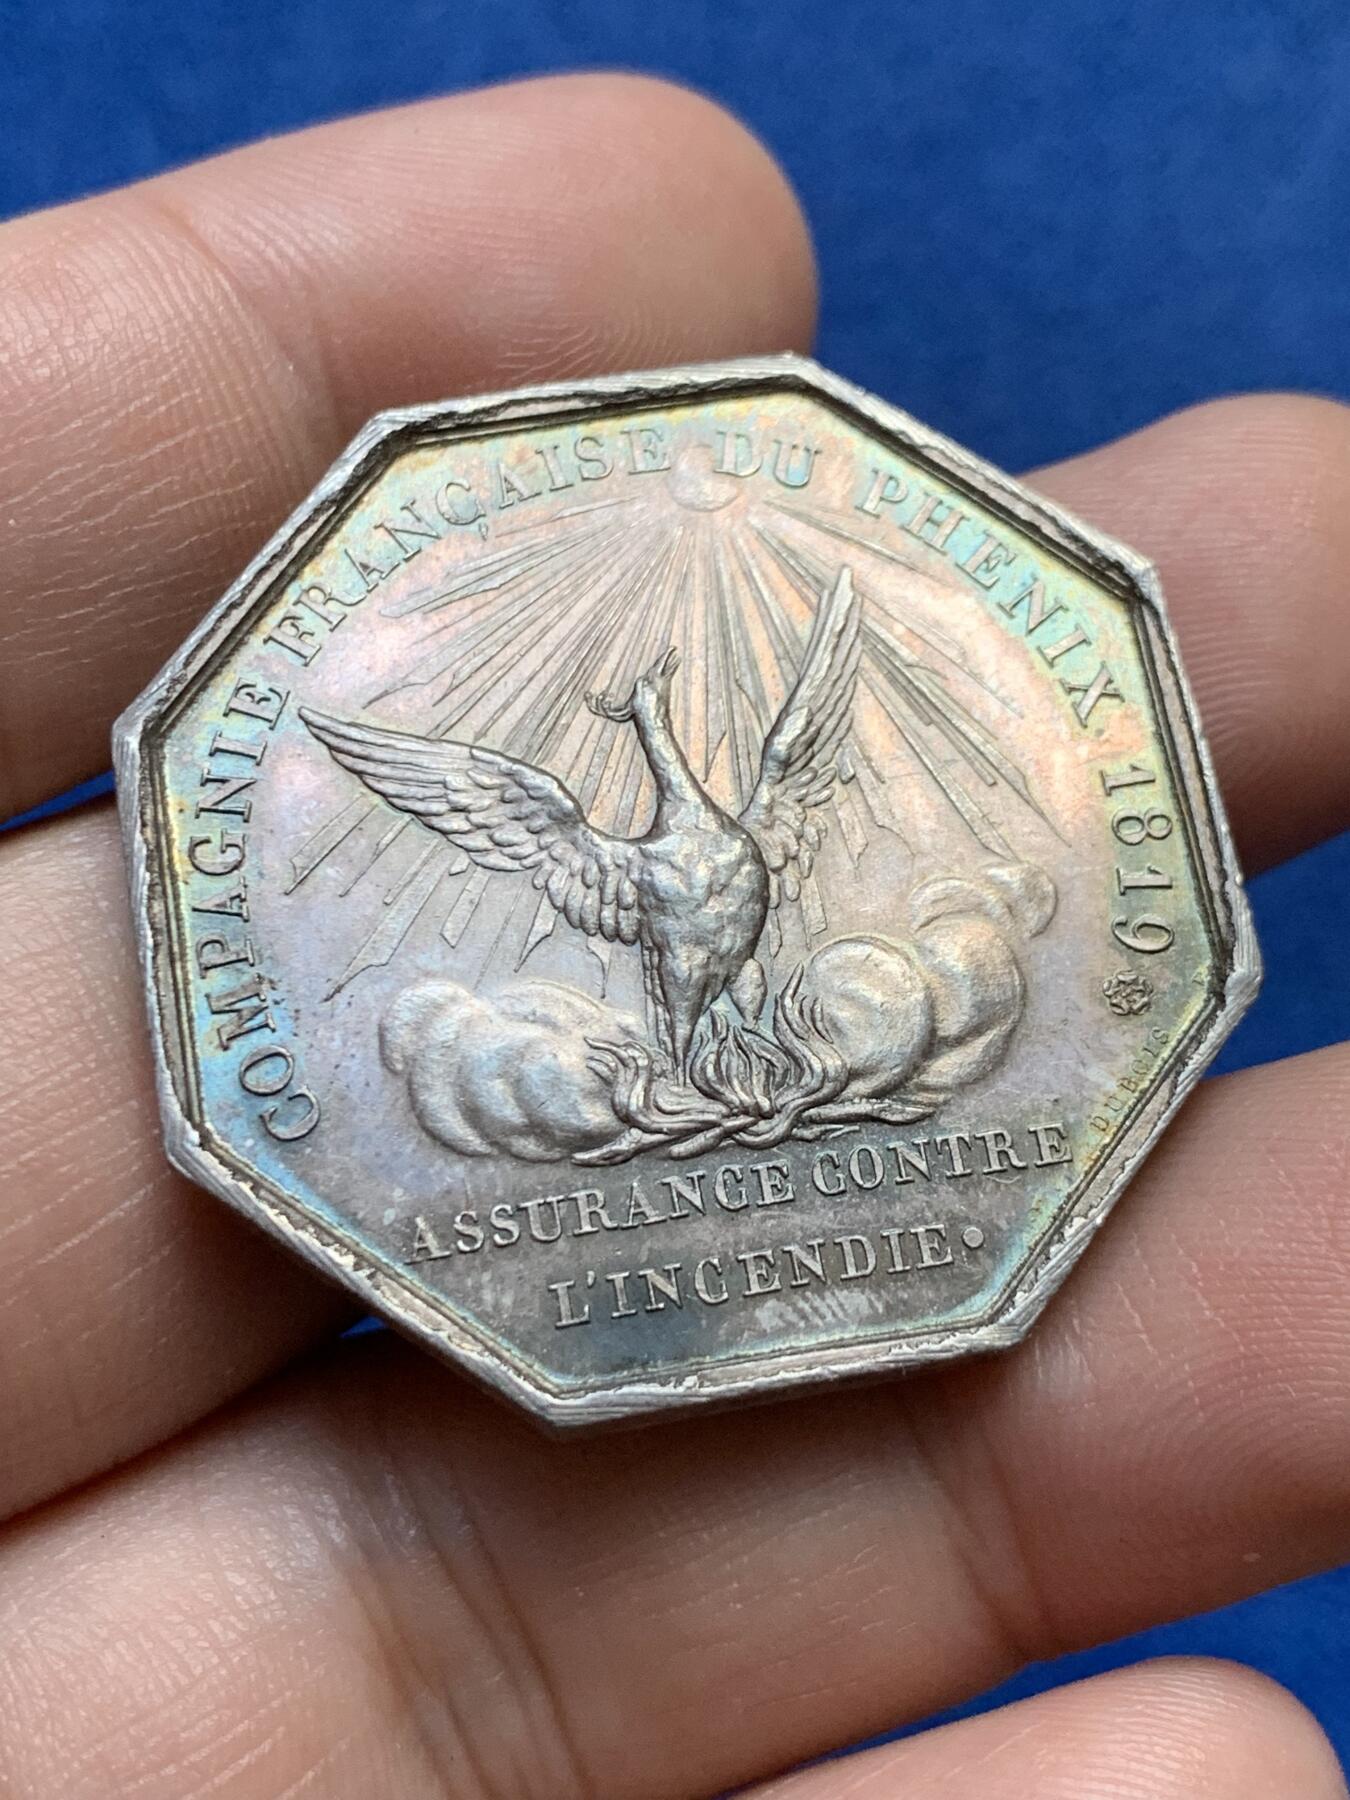 COMPAGNIE FRANÇAISE DU PHENIX 1819
DUBOIS
ASSURANCE CONTRE
L'INCENDIE.